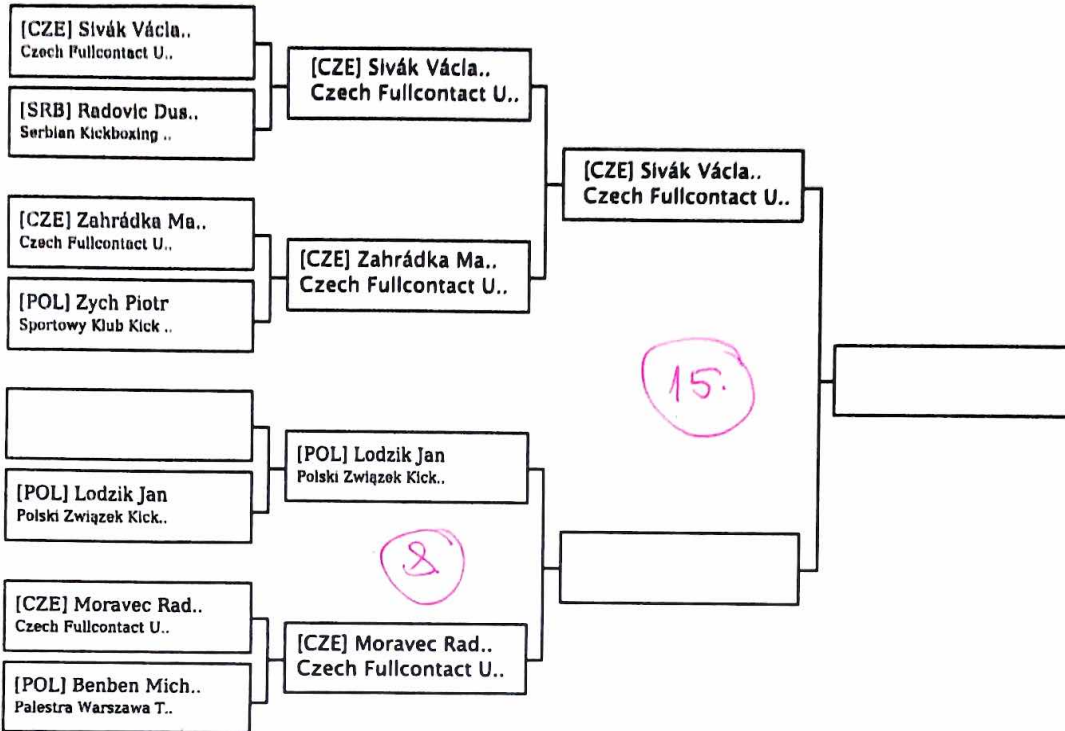 [CZE] Sivák Václa..
Czech Fullcontact U..
[SRB] Radovic Dus..
Serbian Kickboxing ..
[CZE] Zahrádka Ma..
Czech Fullcontact U..
[POL] Zych Piotr
Sportowy Klub Kick ..
[POL] Lodzik Jan
Polski Związek Kick..
[CZE] Moravec Rad..
Czech Fullcontact U..
[POL] Benben Mich..
Palestra Warszawa T..
[CZE] Sivák Václa..
Czech Fullcontact U..
[CZE] Zahrádka Ma..
Czech Fullcontact U..
[POL] Lodzik Jan
Polski Związek Kick..
8
[CZE] Moravec Rad..
Czech Fullcontact U..
[CZE] Sivák Václa..
Czech Fullcontact U..
15.